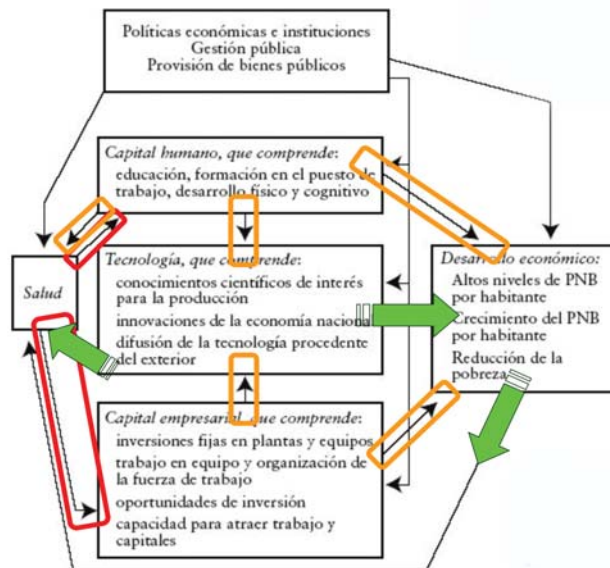 Políticas económicas e instituciones
Gestión pública
Provisión de bienes públicos
Capital humano, que comprende:
educación, formación en el puesto de
trabajo, desarrollo físico y cognitivo
Salud
Tecnología, que comprende:
conocimientos científicos de interés
para la producción
innovaciones de la economía nacional
difusión de la tecnología procedente
del exterior
Capital empresarial, que comprende:
inversiones fijas en plantas y equipos
trabajo en equipo y organización de
la fuerza de trabajo
oportunidades de inversión
capacidad para atraer trabajo y
capitales
Desarrollo económico:
Altos niveles de PNB
por habitante
Crecimiento del PNB
por habitante
Reducción de la
pobreza